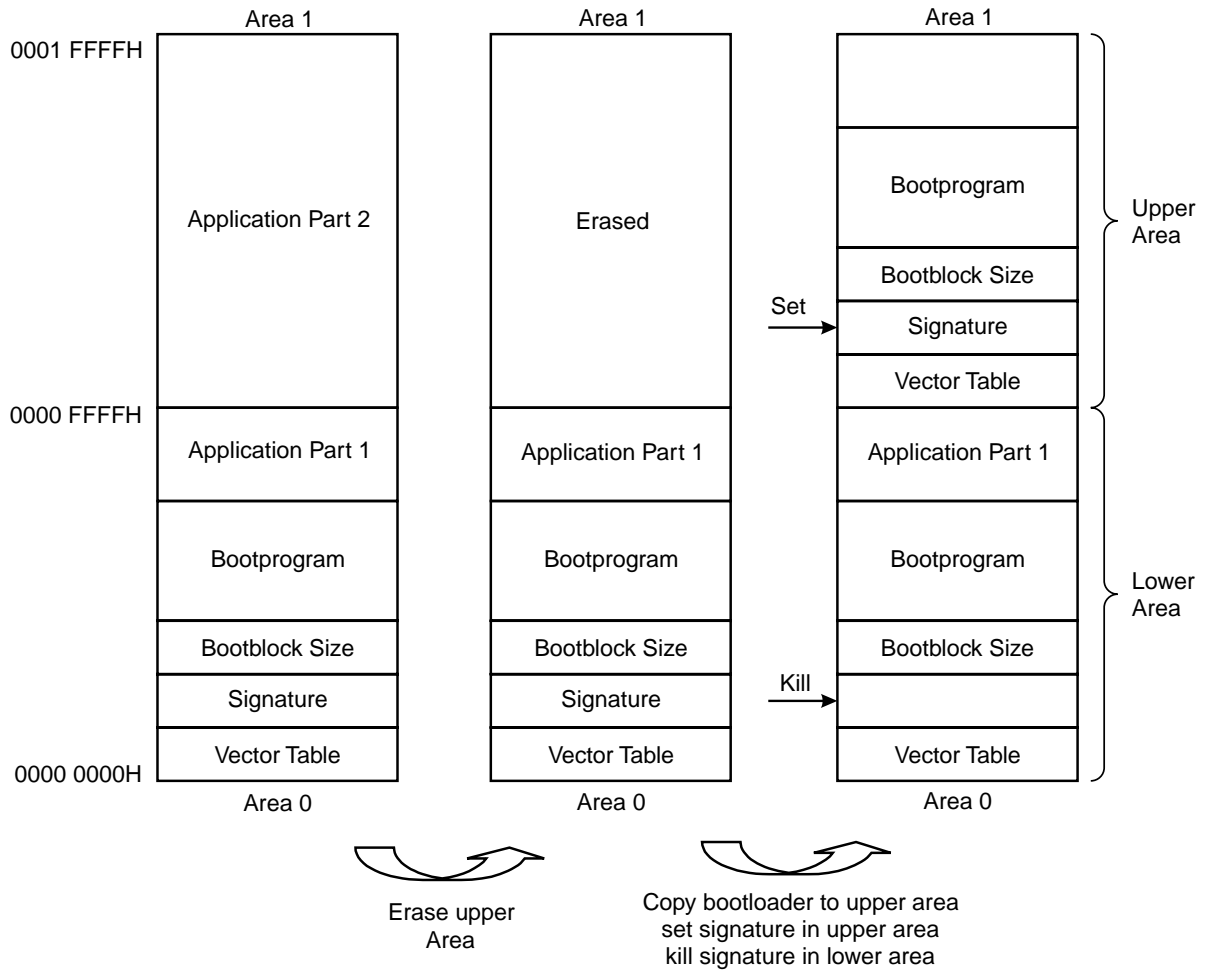 Area 1
Area 1
Area 1
0001 FFFFH
Application Part 2
Erased
Bootprogram
Bootblock Size
Set
Signature
Vector Table
Upper
Area
0000 FFFFH
Application Part 1
Application Part 1
Application Part 1
Bootprogram
Bootprogram
Bootprogram
Lower
Area
Bootblock Size
Bootblock Size
Bootblock Size
Signature
Signature
Kill
Vector Table
Vector Table
Vector Table
0000 0000H
Area 0
Area 0
Area 0
Erase upper
Area
Copy bootloader to upper area
set signature in upper area
kill signature in lower area